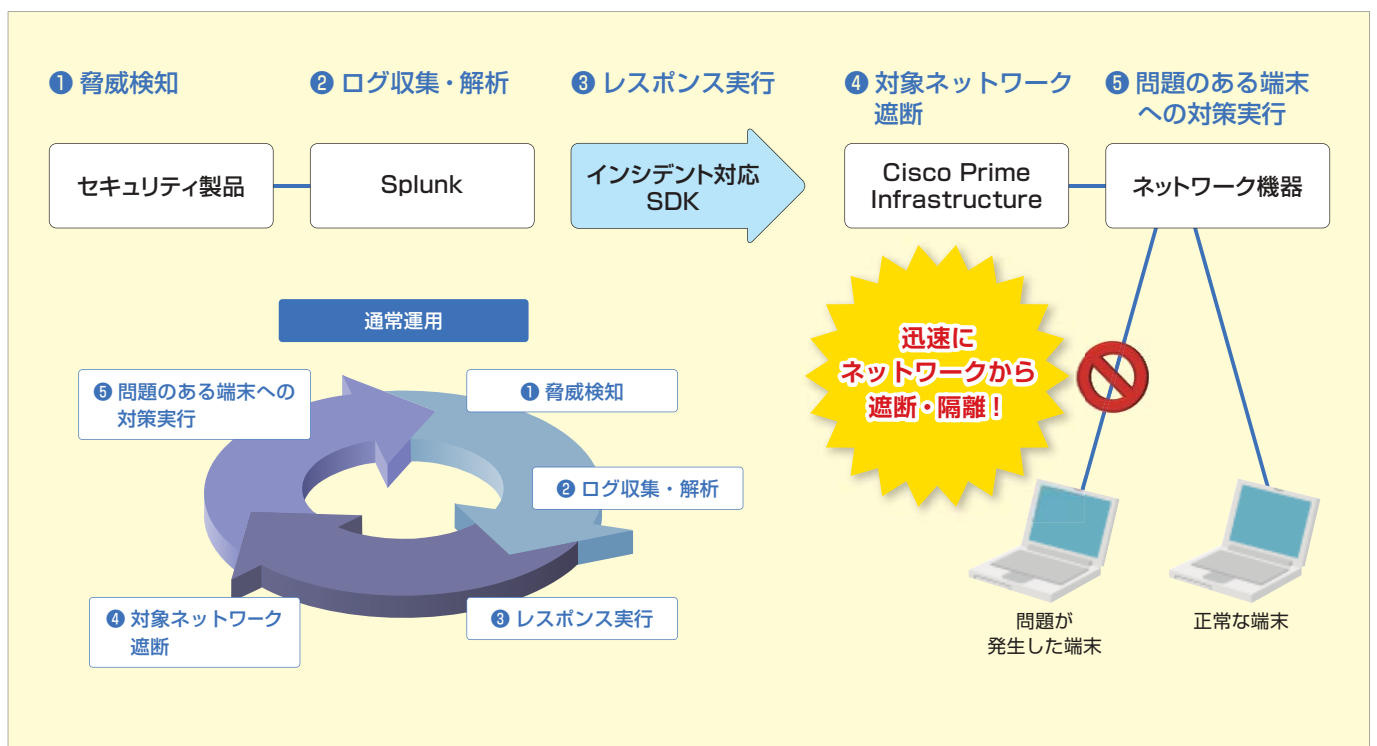 ❶ 脅威検知
❷ ログ収集・解析
❸ レスポンス実行
❹ 対象ネットワーク
遮断
❺ 問題のある端末
への対策実行
セキュリティ製品
Splunk
インシデント対応
SDK
Cisco Prime
Infrastructure
ネットワーク機器
通常運用
❶ 脅威検知
❷ ログ収集・解析
❸ レスポンス実行
❹ 対象ネットワーク
遮断
❺ 問題のある端末への
対策実行
迅速に
ネットワークから
遮断・隔離！
問題が
発生した端末
正常な端末